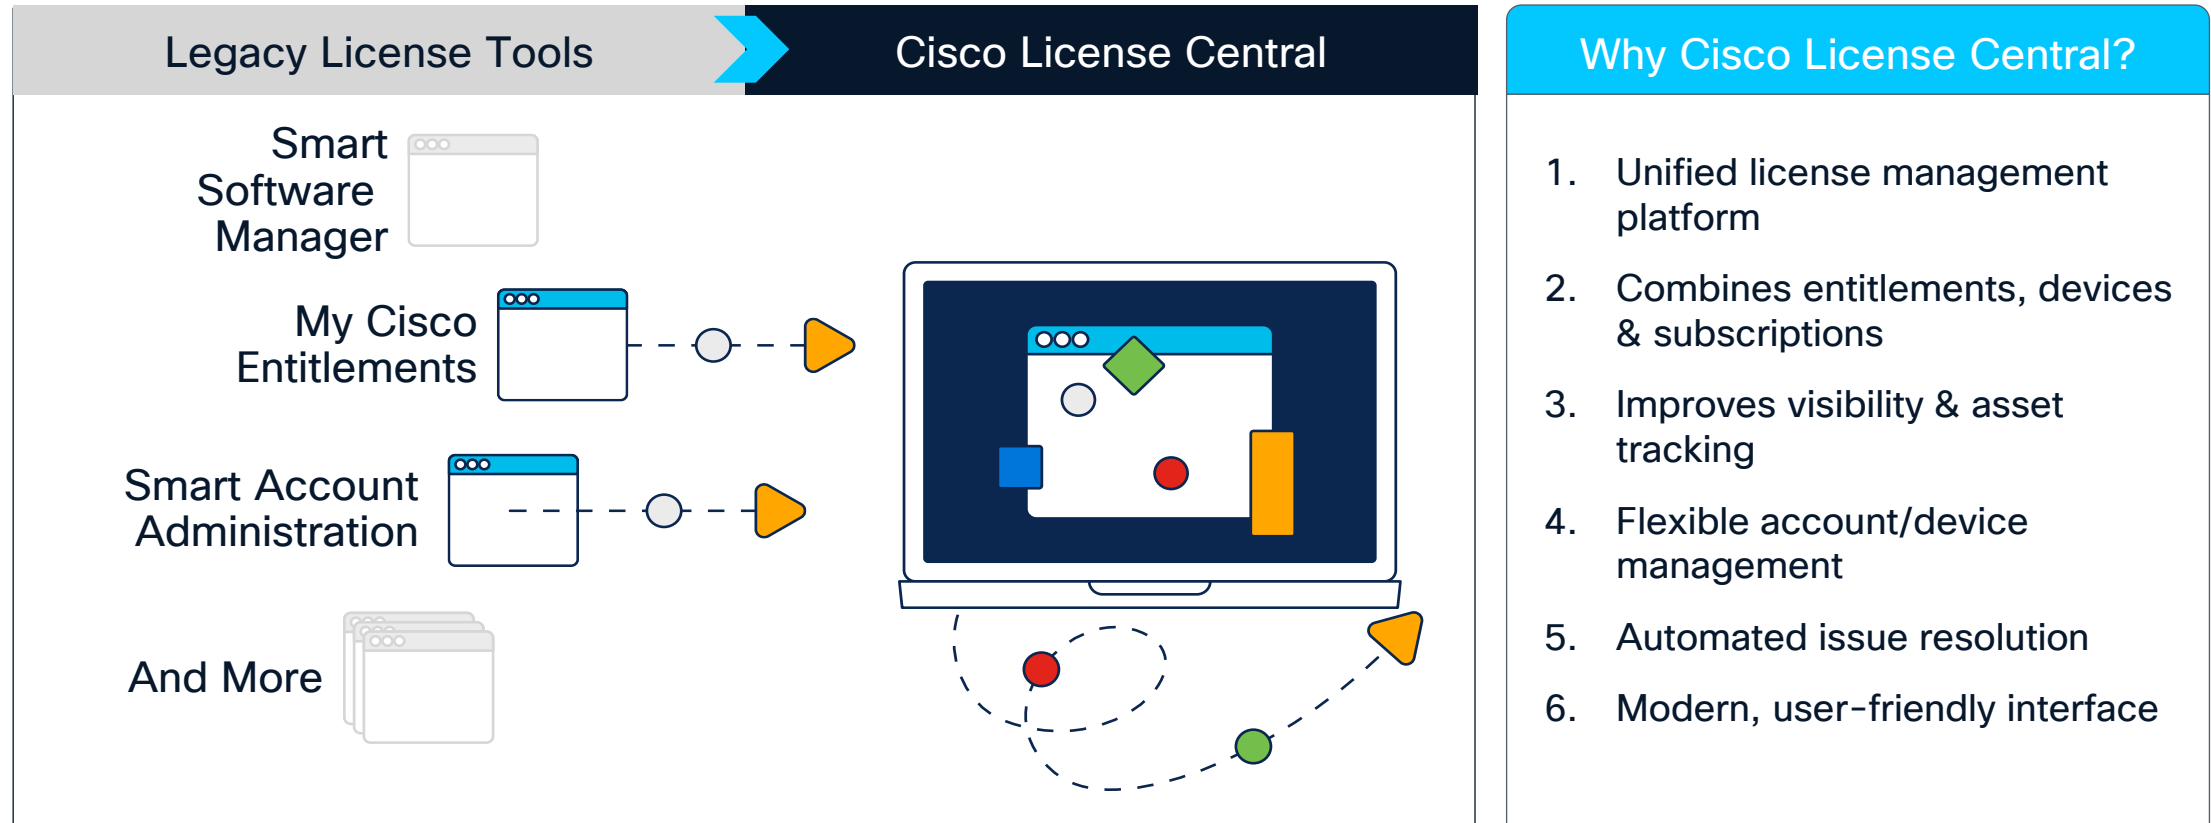 Legacy License Tools
Cisco License Central
Smart
Software
Manager
My Cisco
Entitlements
Smart Account
Administration
And More
Why Cisco License Central?
1. Unified license management
platform
2. Combines entitlements, devices
& subscriptions
3. Improves visibility & asset
tracking
4. Flexible account/device
management
5. Automated issue resolution
6. Modern, user-friendly interface